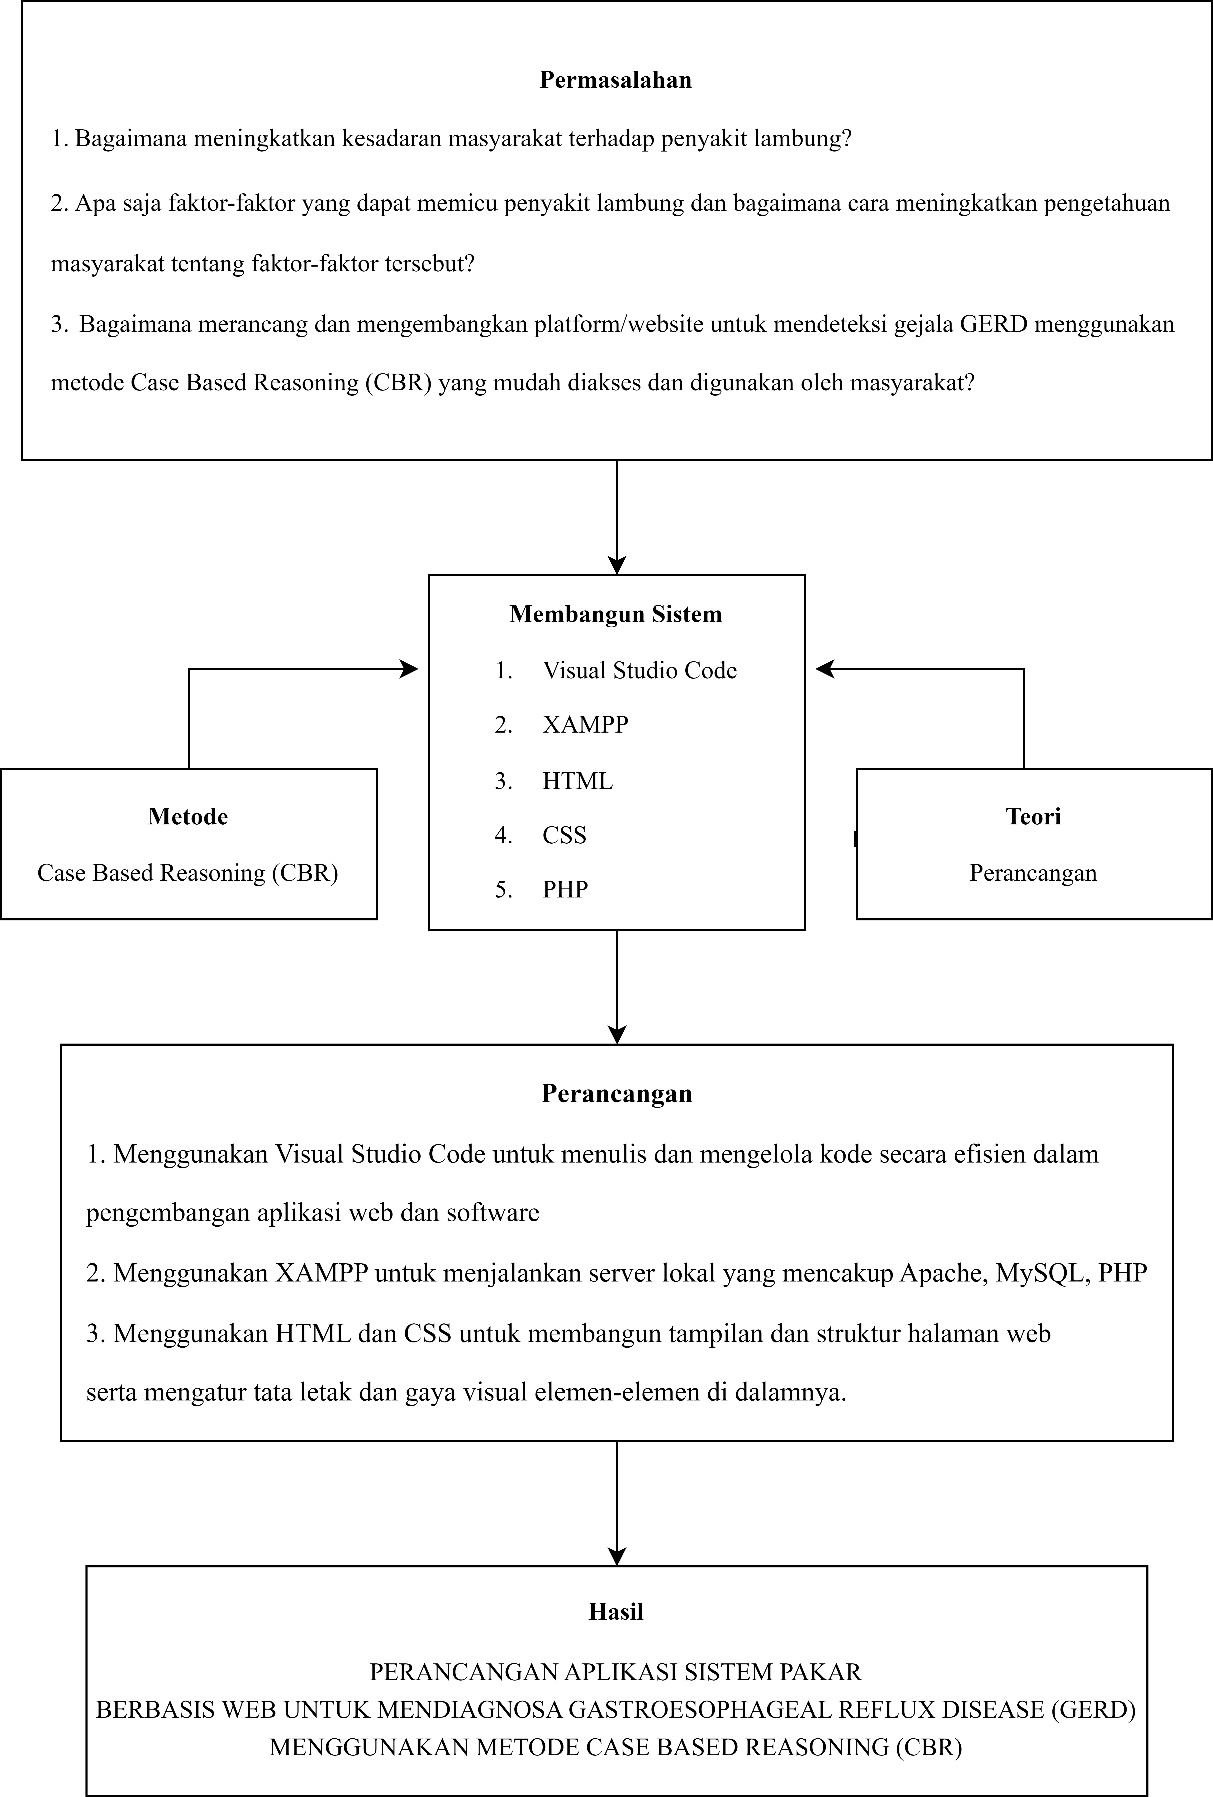 Permasalahan
1. Bagaimana meningkatkan kesadaran masyarakat terhadap penyakit lambung?
2. Apa saja faktor-faktor yang dapat memicu penyakit lambung dan bagaimana cara meningkatkan pengetahuan
masyarakat tentang faktor-faktor tersebut?
3. Bagaimana merancang dan mengembangkan platform/website untuk mendeteksi gejala GERD menggunakan
metode Case Based Reasoning (CBR) yang mudah diakses dan digunakan oleh masyarakat?
Membangun Sistem
1. Visual Studio Code
2. XAMPP
3. HTML
4. CSS
5. PHP
Metode
Case Based Reasoning (CBR)
Teori
Perancangan
Perancangan
1. Menggunakan Visual Studio Code untuk menulis dan mengelola kode secara efisien dalam
pengembangan aplikasi web dan software
2. Menggunakan XAMPP untuk menjalankan server lokal yang mencakup Apache, MySQL, PHP
3. Menggunakan HTML dan CSS untuk membangun tampilan dan struktur halaman web
serta mengatur tata letak dan gaya visual elemen-elemen di dalamnya.
Hasil
PERANCANGAN APLIKASI SISTEM PAKAR
BERBASIS WEB UNTUK MENDIAGNOSA GASTROESOPHAGEAL REFLUX DISEASE (GERD)
MENGGUNAKAN METODE CASE BASED REASONING (CBR)